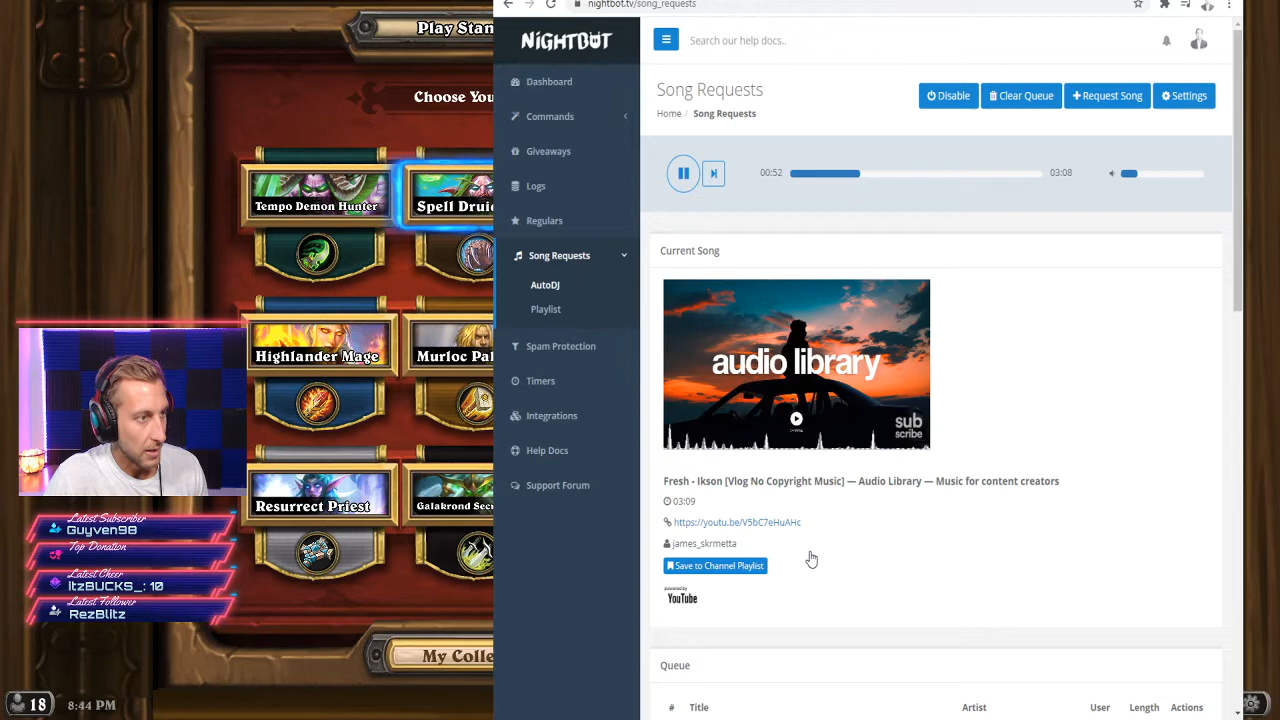 Play Stan
Choose You
Tempo Demon Hunter
Spell Druid
Highlander Mage
Murloc Pal
Resurrect Priest
Galakrond Sec
My Colle
Latest Subscriber
Guyven98
Top Donation
Latest Cheer
ItzBUCKS_: 10
Latest Follower
RezBlitz
18
8:44 PM
nightbot.tv/song_requests
NIGHTBOT
Search our help docs..
Dashboard
Commands
Giveaways
Logs
Regulars
Song Requests
AutoDJ
Playlist
Spam Protection
Timers
Integrations
Help Docs
Support Forum
Song Requests
Disable
Clear Queue
Request Song
Settings
Home / Song Requests
00:52
03:08
Current Song
audio library
sub
scribe
Fresh - Ikson [Vlog No Copyright Music] — Audio Library — Music for content creators
03:09
https://youtu.be/V5bC7eHuAHc
james_skrmetta
Save to Channel Playlist
powered by
YouTube
Queue
# Title Artist User Length Actions